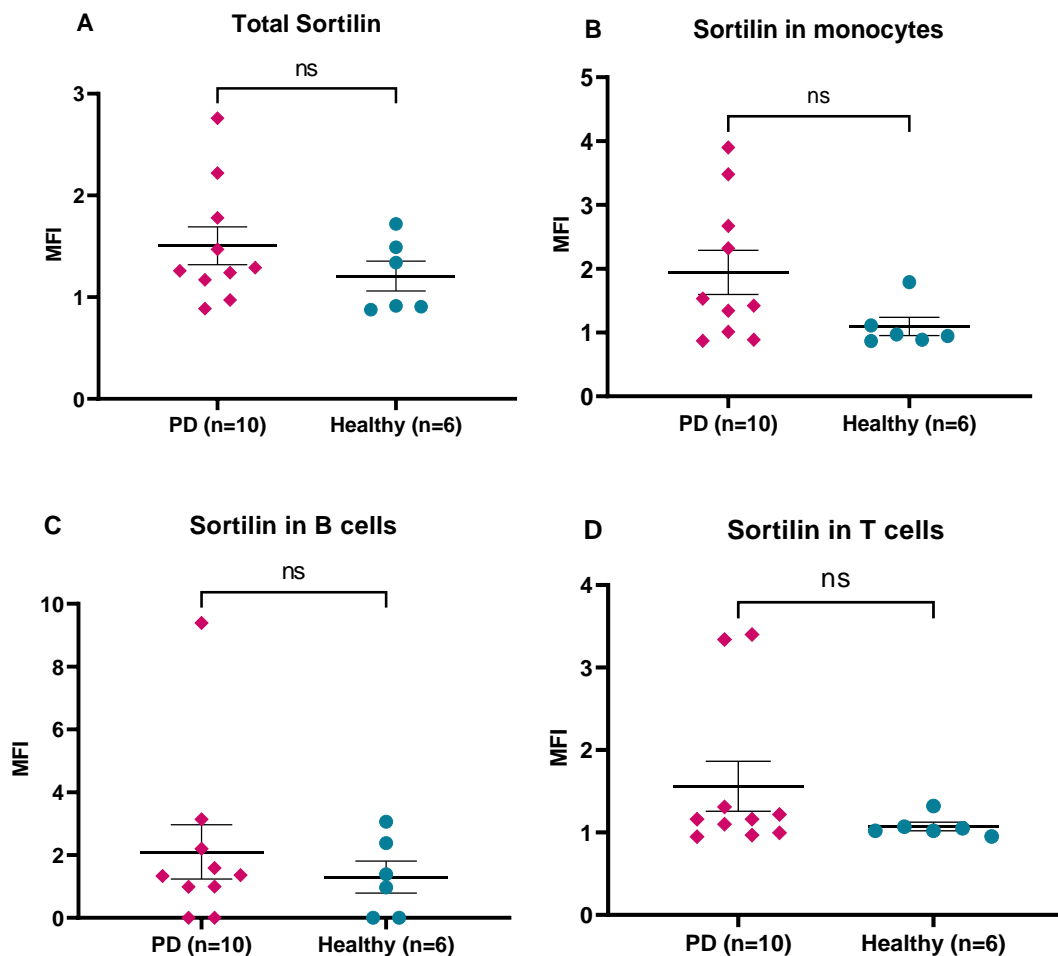 A
Total Sortilin
ns
3
2
1
0
MFI
PD (n=10)
Healthy (n=6)
B
Sortilin in monocytes
ns
5
4
3
2
1
0
MFI
PD (n=10)
Healthy (n=6)
C
Sortilin in B cells
ns
10
8
6
4
2
0
MFI
PD (n=10)
Healthy (n=6)
D
Sortilin in T cells
ns
4
3
2
1
0
MFI
PD (n=10)
Healthy (n=6)